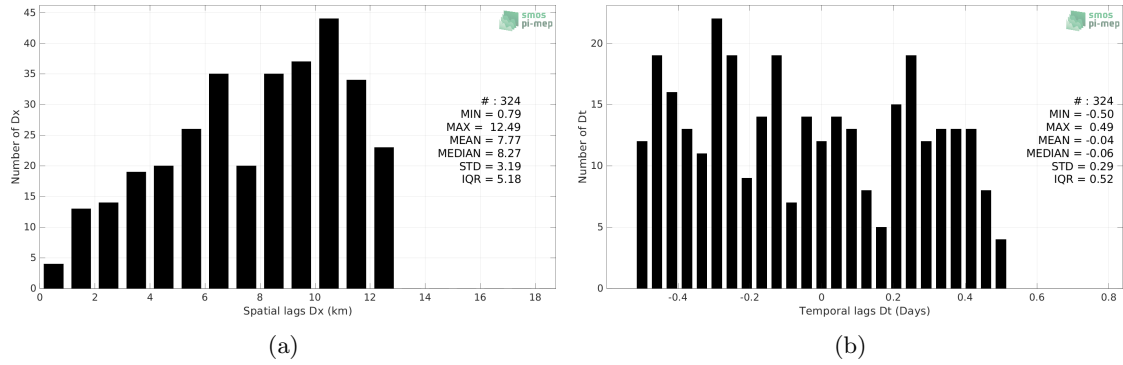 smos
pi-mep
45
40
35
30
25
20
15
10
5
0
Number of Dx
# : 324
MIN = 0.79
MAX = 12.49
MEAN = 7.77
MEDIAN = 8.27
STD = 3.19
IQR = 5.18
0 2 4 6 8 10 12 14 16 18
Spatial lags Dx (km)
(a)
smos
pi-mep
20
15
10
5
0
Number of Dt
# : 324
MIN = -0.50
MAX = 0.49
MEAN = -0.04
MEDIAN = -0.06
STD = 0.29
IQR = 0.52
-0.4 -0.2 0 0.2 0.4 0.6 0.8
Temporal lags Dt (Days)
(b)